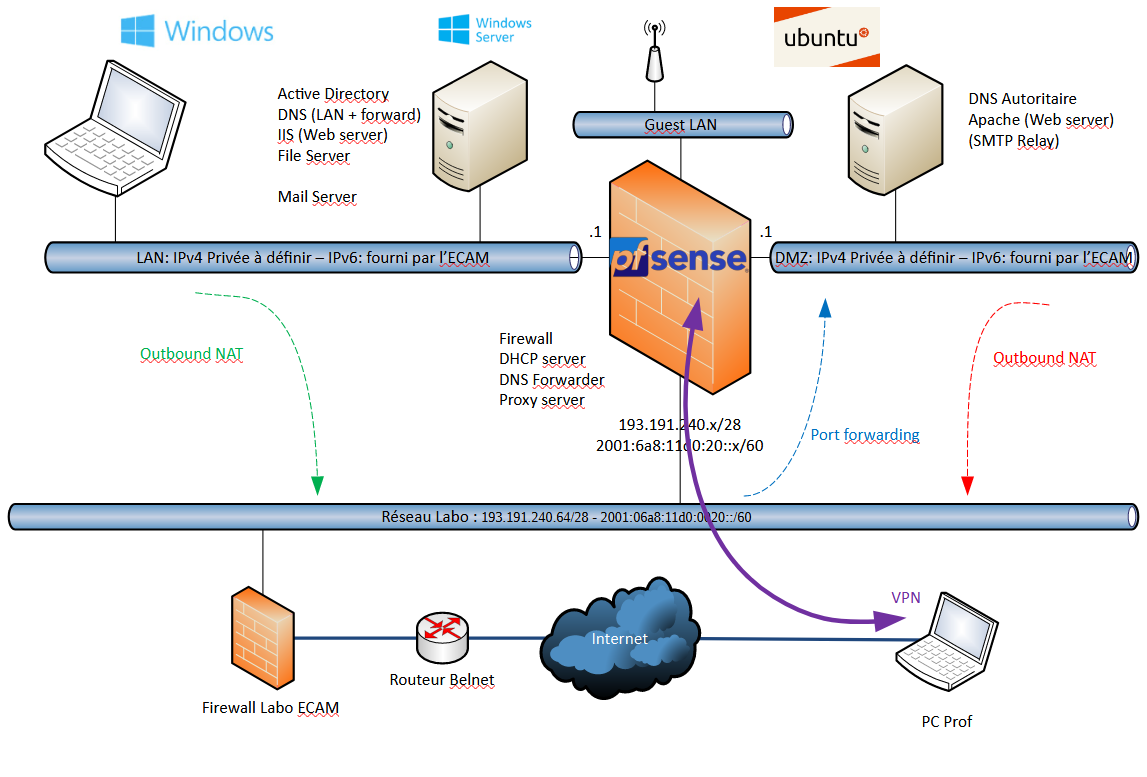 Windows
Windows
Server
ubuntu
Active Directory
DNS (LAN + forward)
IIS (Web server)
File Server
Mail Server
Guest LAN
DNS Autoritaire
Apache (Web server)
(SMTP Relay)
.1
.1
LAN: IPv4 Privée à définir – IPv6: fourni par l’ECAM
pfsense
DMZ: IPv4 Privée à définir – IPv6: fourni par l’ECAM
Outbound NAT
Firewall
DHCP server
DNS Forwarder
Proxy server
Outbound NAT
193.191.240.x/28
2001:6a8:11d0:20::x/60
Port forwarding
Réseau Labo : 193.191.240.64/28 - 2001:06a8:11d0:0020::/60
VPN
Internet
Routeur Belnet
Firewall Labo ECAM
PC Prof